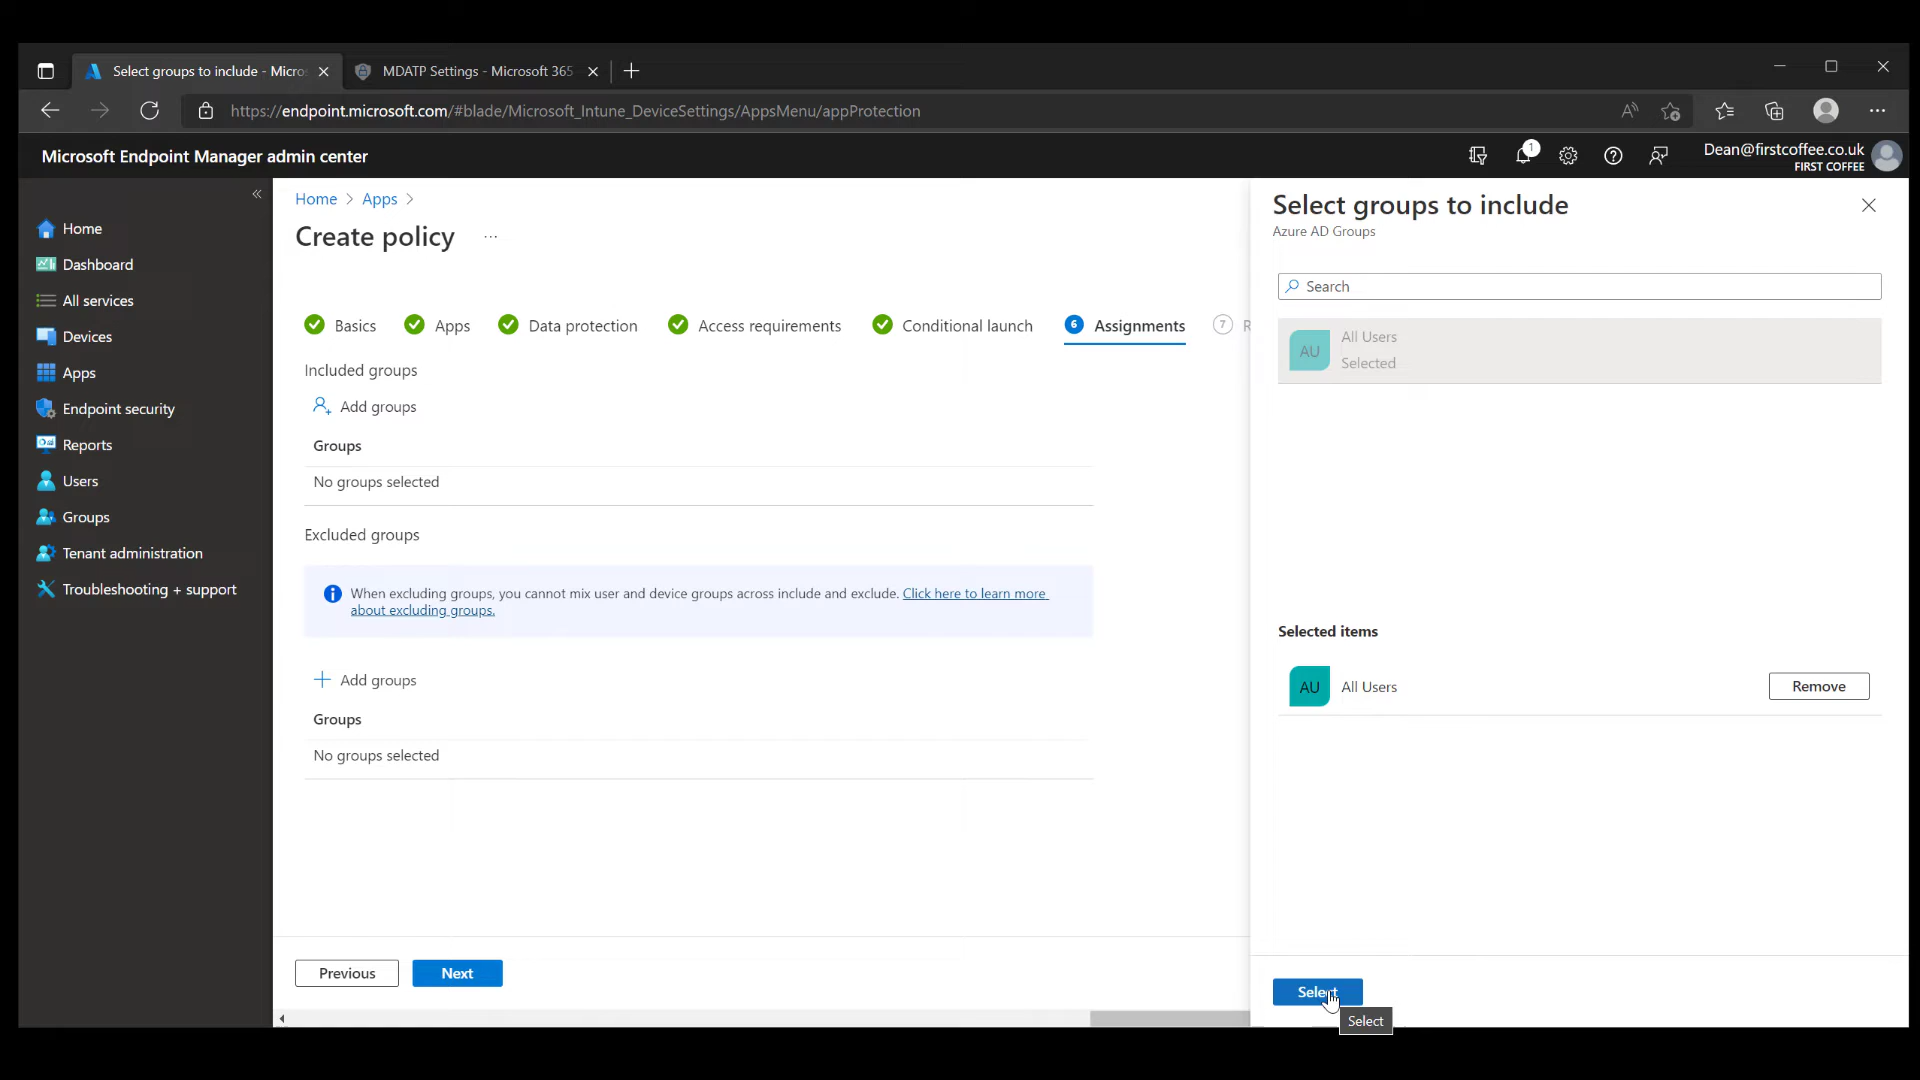 Select groups to include - Micro
MDATP Settings - Microsoft 365
https://endpoint.microsoft.com/#blade/Microsoft_Intune_DeviceSettings/AppsMenu/appProtection
Microsoft Endpoint Manager admin center
1
Dean@firstcoffee.co.uk
FIRST COFFEE
Home
Dashboard
All services
Devices
Apps
Endpoint security
Reports
Users
Groups
Tenant administration
Troubleshooting + support
Home > Apps >
Create policy ...
Basics
Apps
Data protection
Access requirements
Conditional launch
6 Assignments
7 R
Included groups
Add groups
Groups
No groups selected
Excluded groups
When excluding groups, you cannot mix user and device groups across include and exclude. Click here to learn more
about excluding groups.
Add groups
Groups
No groups selected
Previous
Next
Select groups to include
Azure AD Groups
Search
AU
All Users
Selected
Selected items
AU
All Users
Remove
Select
Select